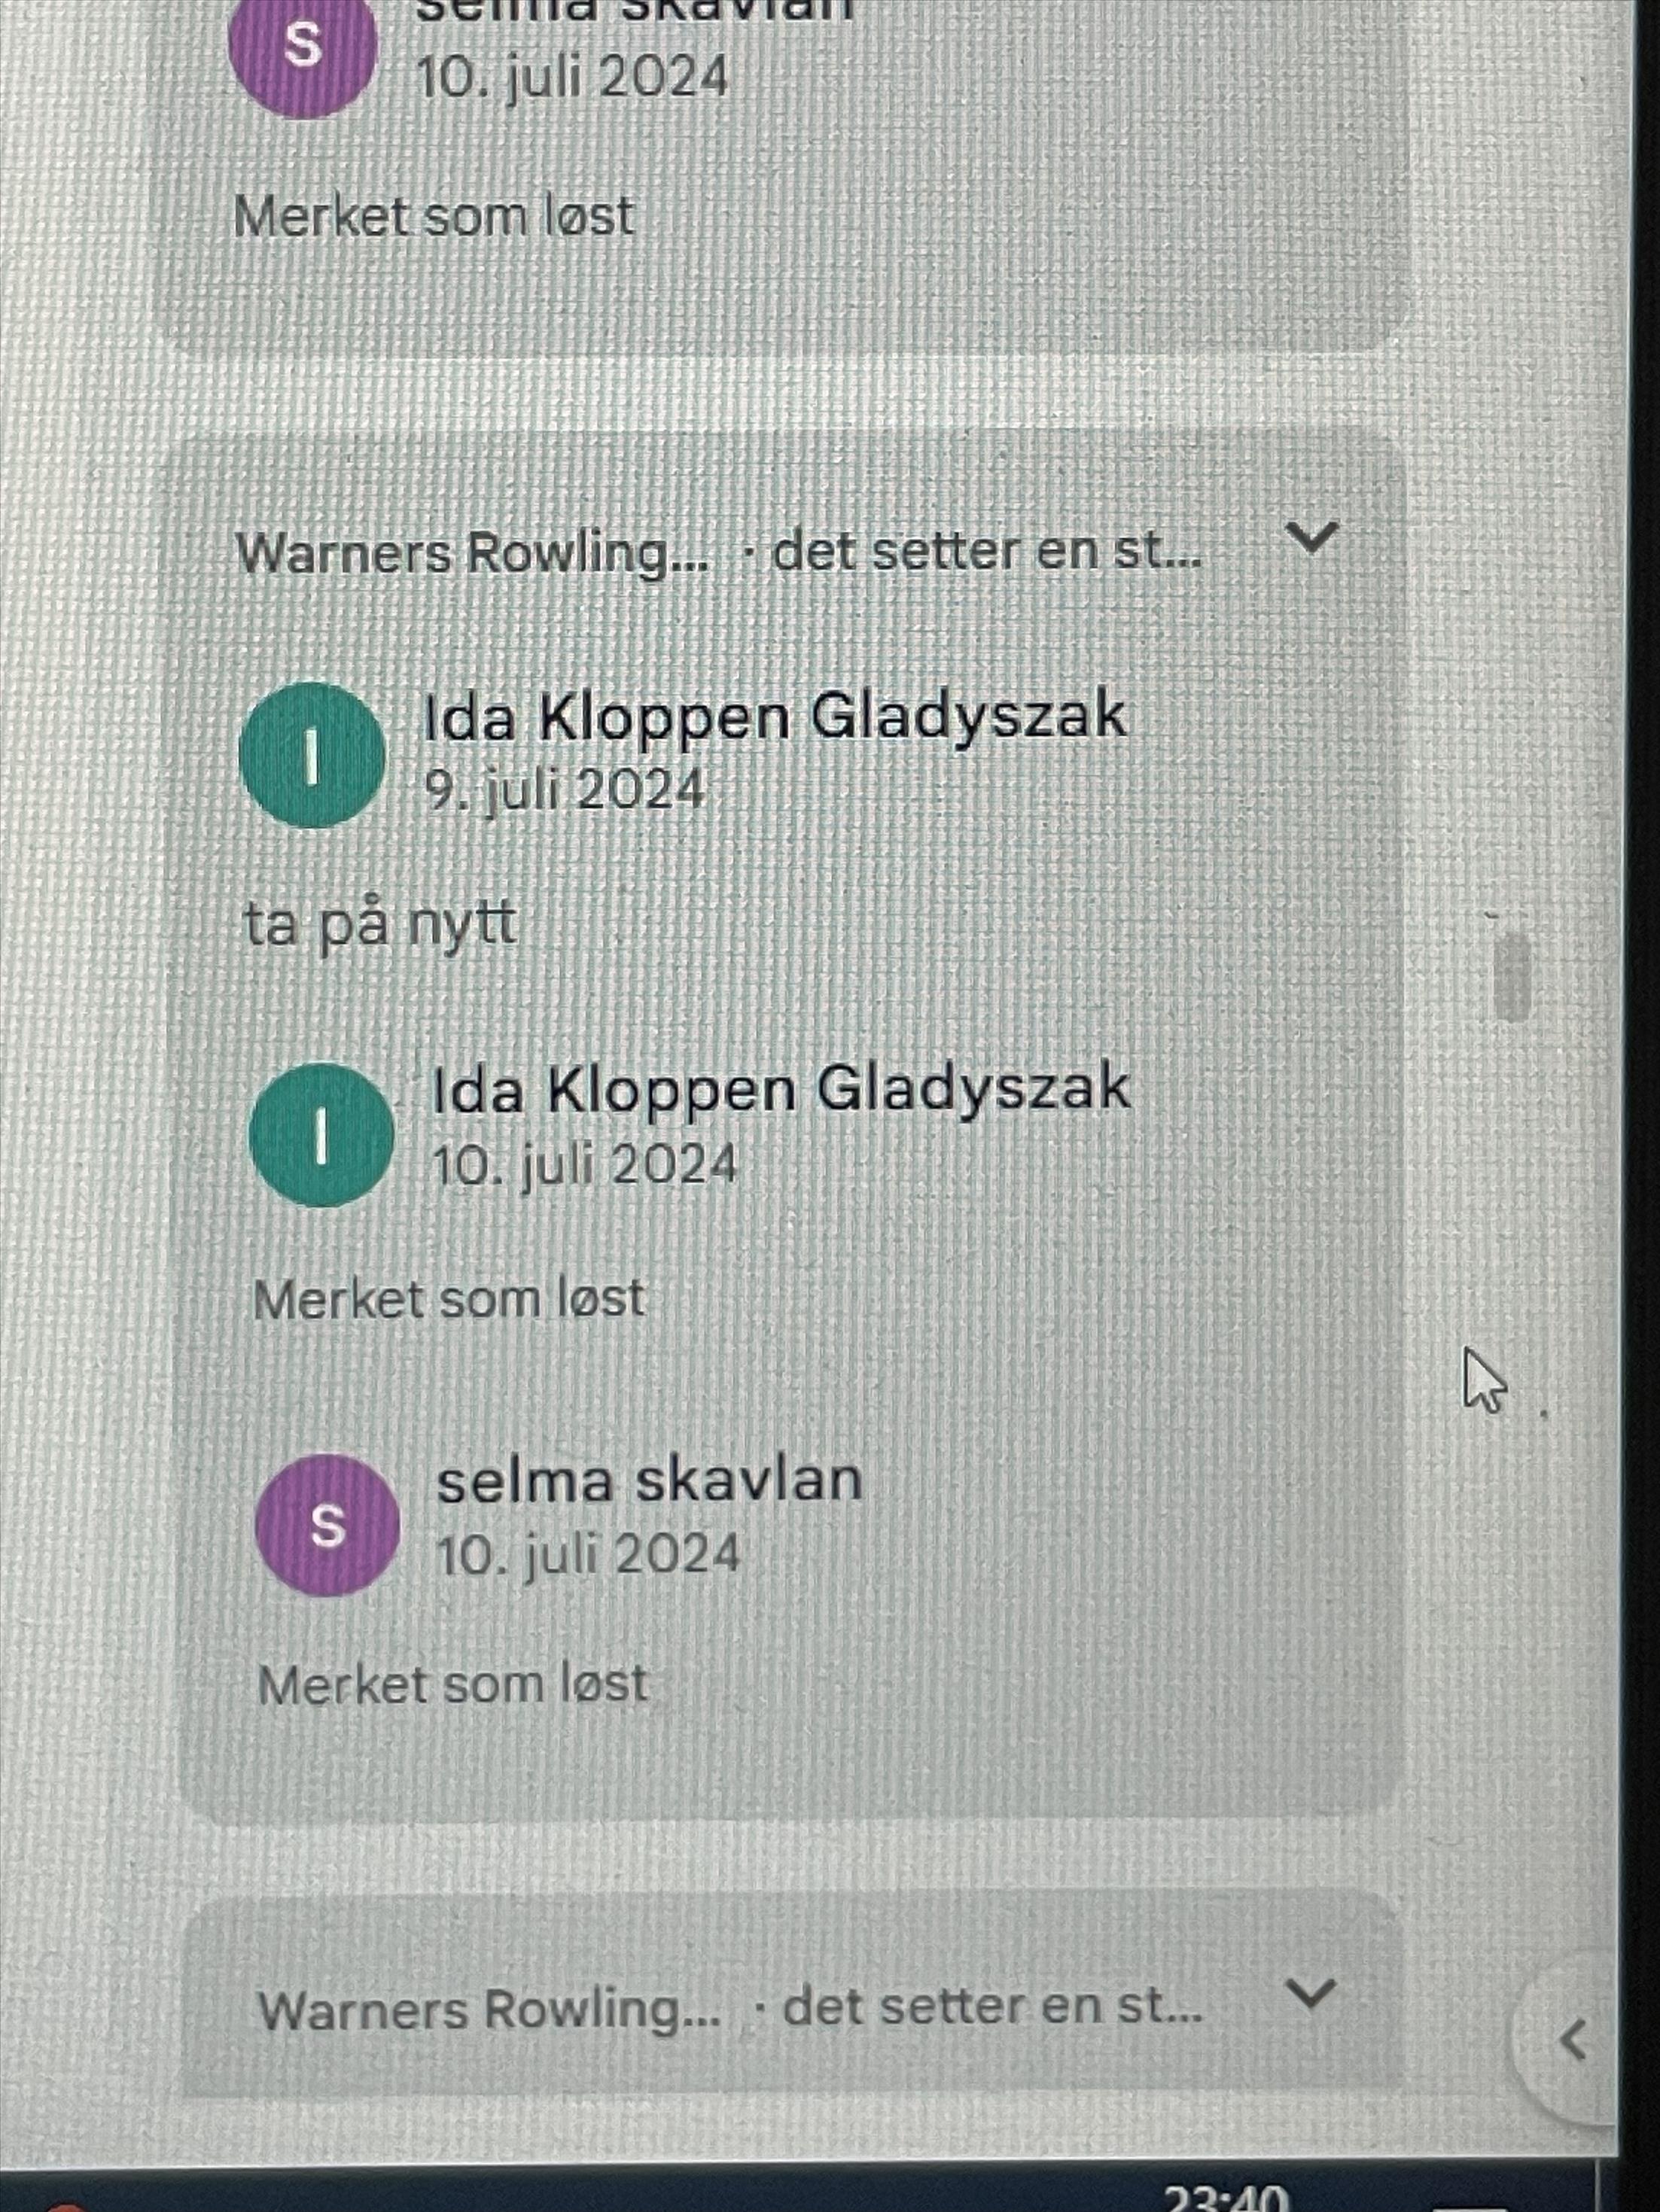 S
selma skavlan
10. juli 2024
Merket som løst
Warners Rowling... · det setter en st...
I
Ida Kloppen Gladyszak
9. juli 2024
ta på nytt
I
Ida Kloppen Gladyszak
10. juli 2024
Merket som løst
S
selma skavlan
10. juli 2024
Merket som løst
Warners Rowling... · det setter en st...
23:40